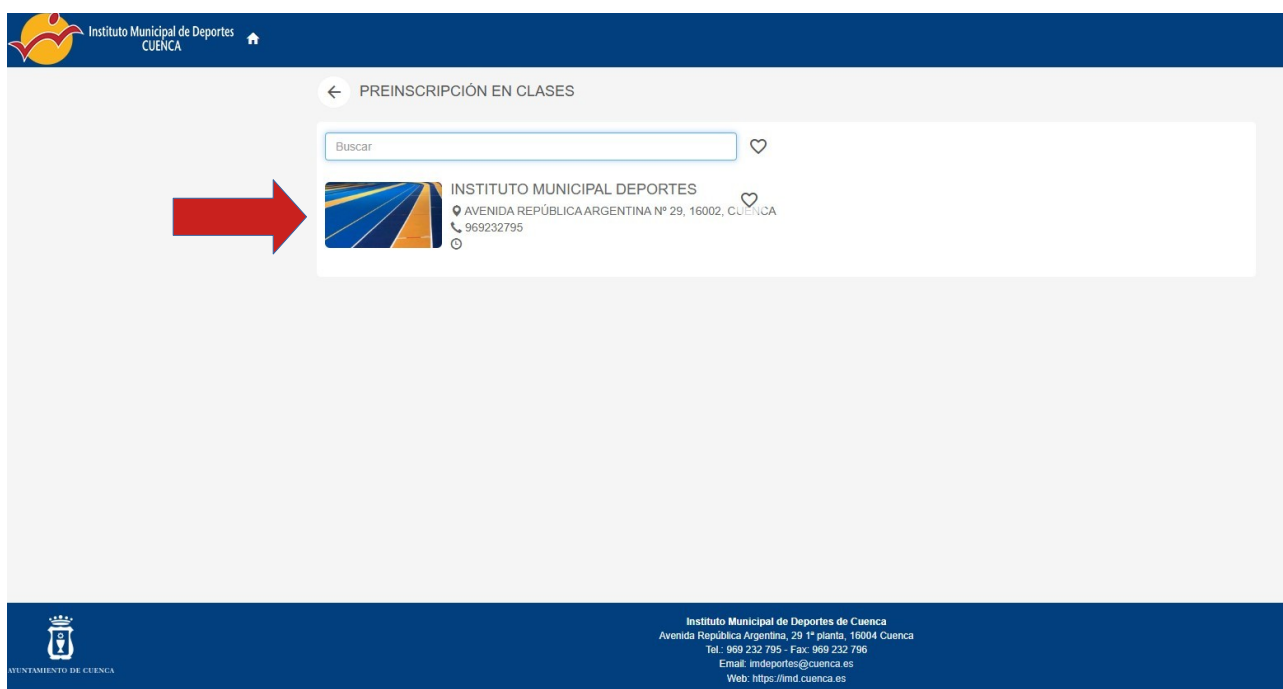 Instituto Municipal de Deportes
CUENCA
PREINSCRIPCIÓN EN CLASES
Buscar
INSTITUTO MUNICIPAL DEPORTES
AVENIDA REPÚBLICA ARGENTINA Nº 29, 16002, CUENCA
969232795
Instituto Municipal de Deportes de Cuenca
Avenida República Argentina, 29 1ª planta, 16004 Cuenca
Tel.: 969 232 795 - Fax: 969 232 796
Email: imdeportes@cuenca.es
Web: https://imd.cuenca.es
AYUNTAMIENTO DE CUENCA